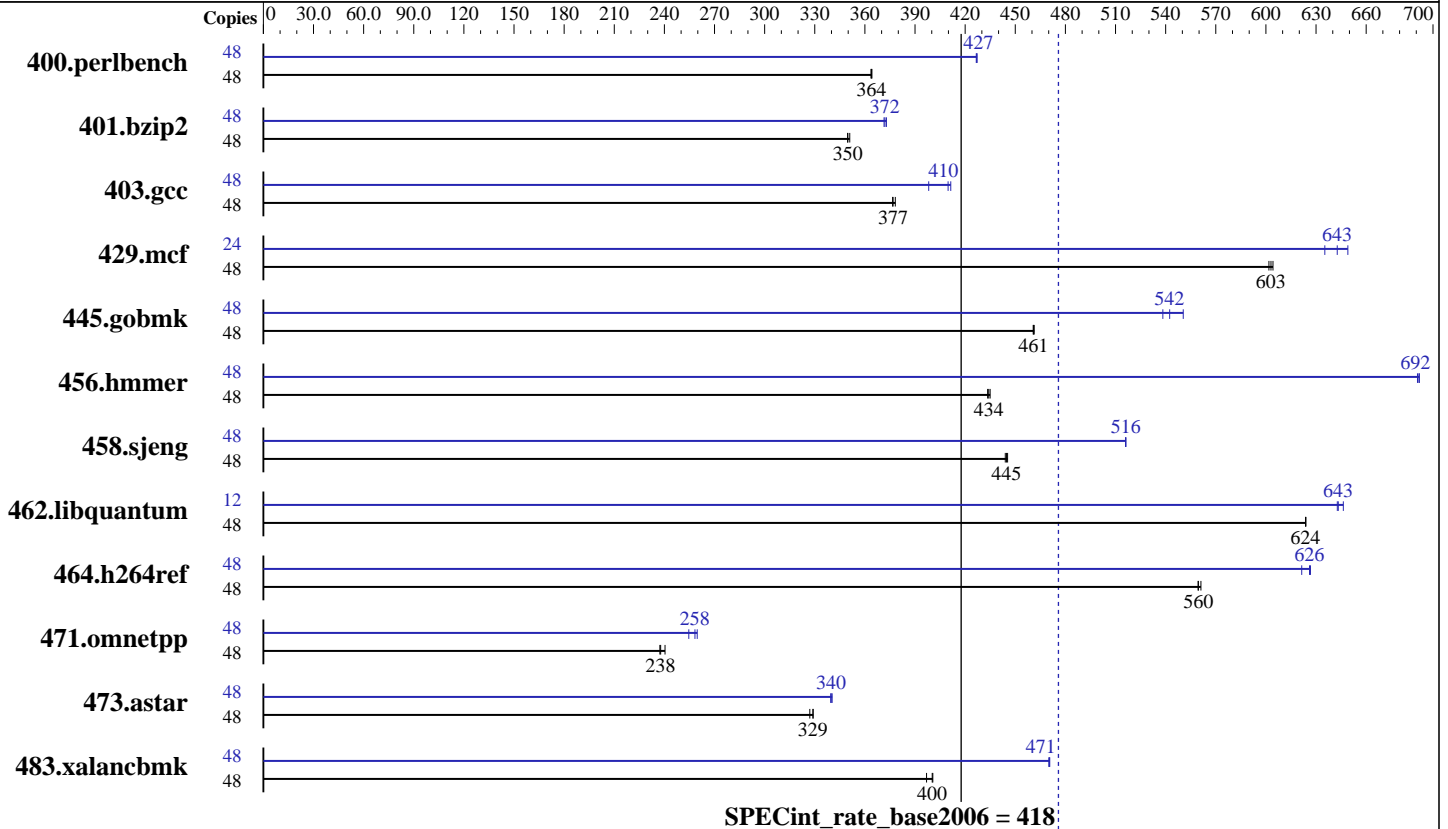 Copies 0 30.0 60.0 90.0 120 150 180 210 240 270 300 330 360 390 420 450 480 510 540 570 600 630 660 700
400.perlbench 48 427
48 364
401.bzip2 48 372
48 350
403.gcc 48 410
48 377
429.mcf 24 643
48 603
445.gobmk 48 542
48 461
456.hmmer 48 692
48 434
458.sjeng 48 516
48 445
462.libquantum 12 643
48 624
464.h264ref 48 626
48 560
471.omnetpp 48 258
48 238
473.astar 48 340
48 329
483.xalancbmk 48 471
48 400
SPECint_rate_base2006 = 418